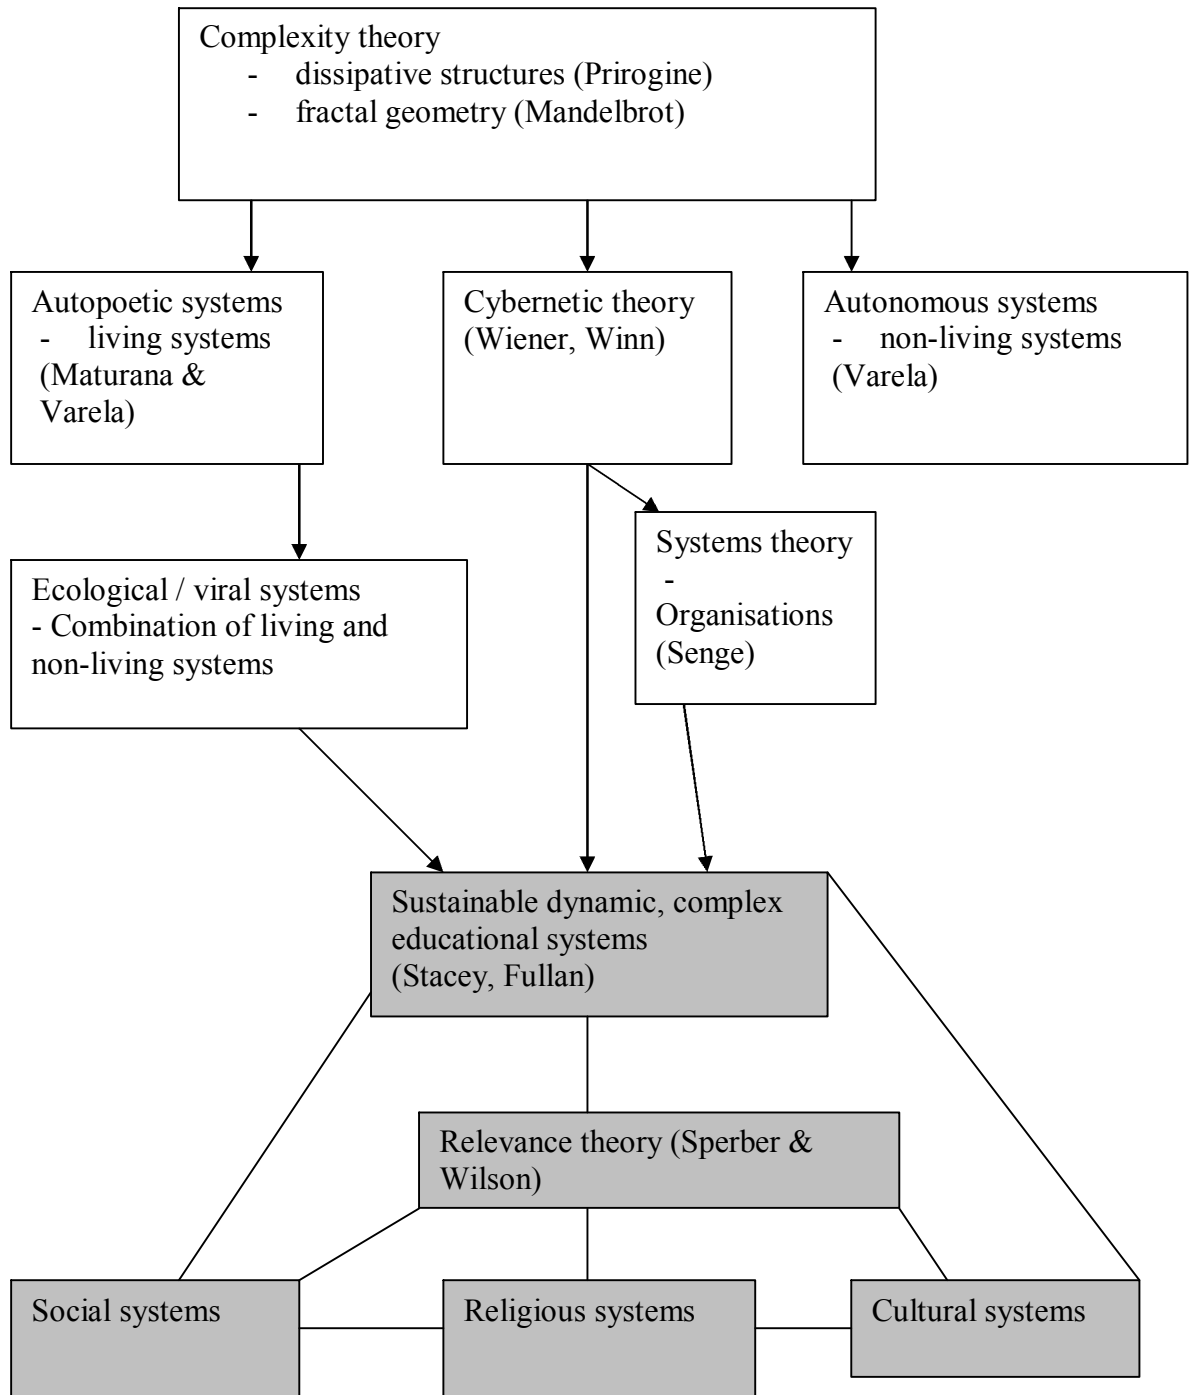 Complexity theory
- dissipative structures (Prirogine)
- fractal geometry (Mandelbrot)
Autopoetic systems
- living systems
(Maturana &
Varela)
Cybernetic theory
(Wiener, Winn)
Autonomous systems
- non-living systems
(Varela)
Systems theory
-
Organisations
(Senge)
Ecological / viral systems
- Combination of living and
non-living systems
Sustainable dynamic, complex
educational systems
(Stacey, Fullan)
Relevance theory (Sperber &
Wilson)
Social systems
Religious systems
Cultural systems